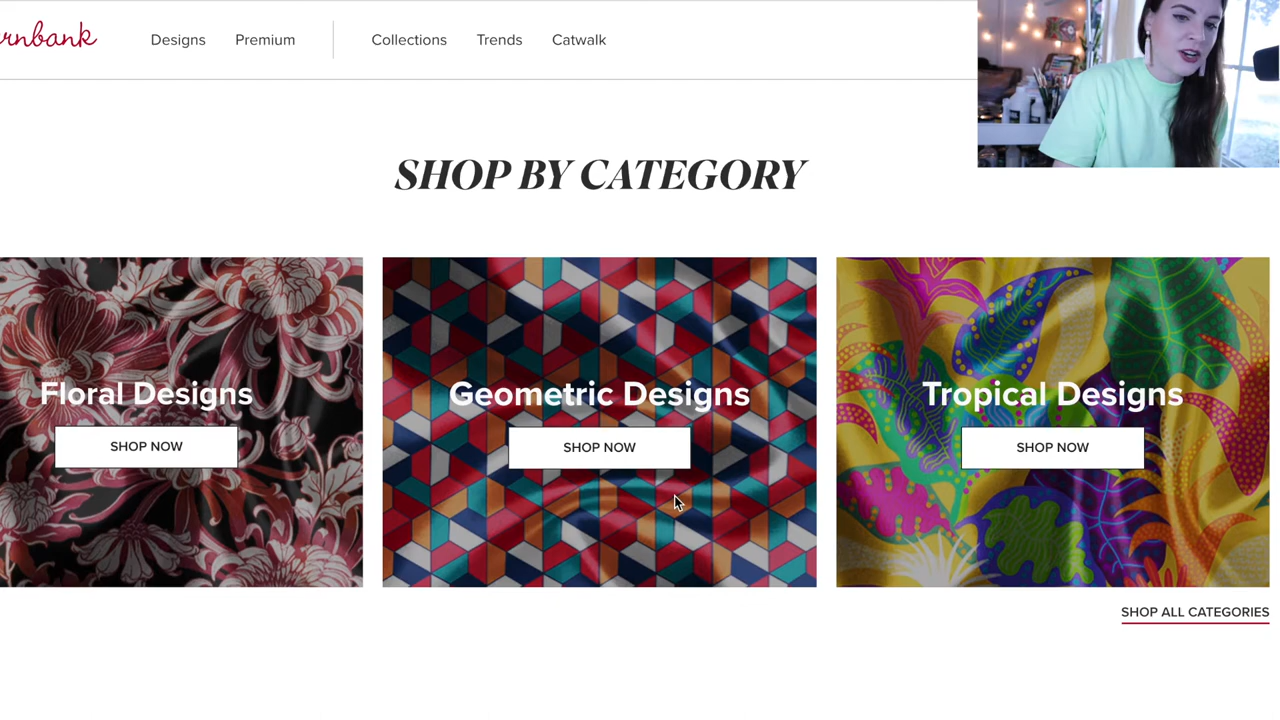 rnbank
Designs Premium Collections Trends Catwalk
SHOP BY CATEGORY
Floral Designs
SHOP NOW
Geometric Designs
SHOP NOW
Tropical Designs
SHOP NOW
SHOP ALL CATEGORIES